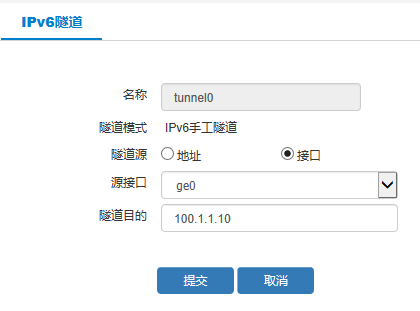 IPv6隧道
名称 tunnel0
隧道模式 IPv6手工隧道
隧道源 地址 接口
源接口 ge0
隧道目的 100.1.1.10
提交 取消